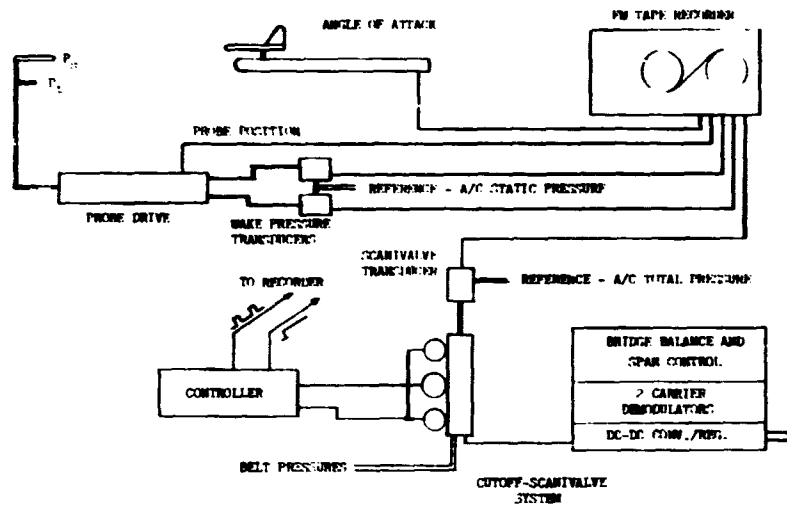 FM TAPE RECORDER
ANGLE OF ATTACK
PROBE POSITION
REFERENCE - A/C STATIC PRESSURE
PROBE DRIVE
WAKE PRESSURE
TRANSDUCERS
SCANIVALVE
TRANSDUCER
TO RECORDER
REFERENCE - A/C TOTAL PRESSURE
BRIDGE BALANCE AND
SPAN CONTROL
CONTROLLER
2 CARRIER
DEMODULATORS
DC-DC CONV./REG.
BELT PRESSURES
CUTOFF-SCANIVALVE
SYSTEM